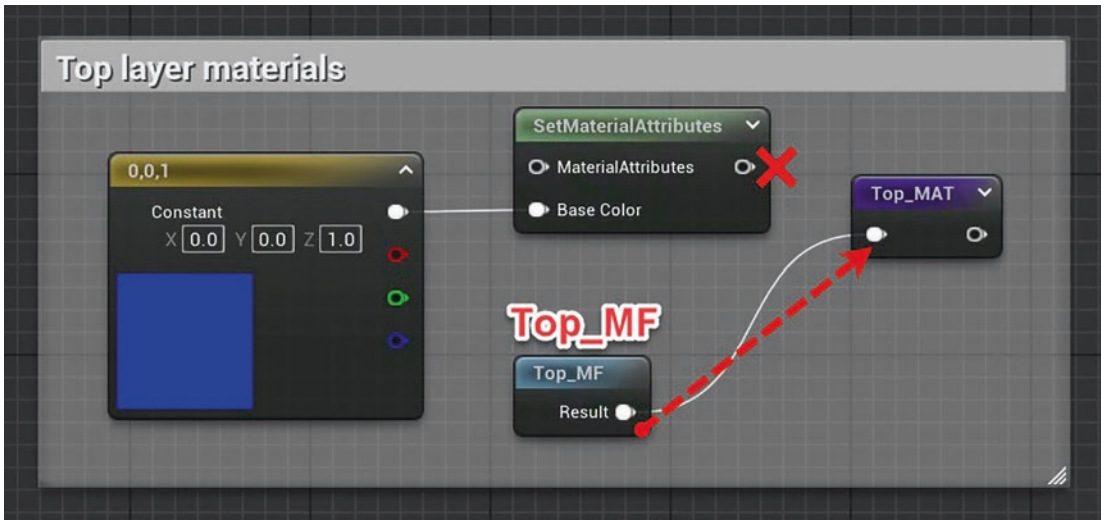 Top layer materials
0,0,1
Constant
X 0.0 Y 0.0 Z 1.0
SetMaterialAttributes
MaterialAttributes
Base Color
Top_MAT
Top_MF
Top_MF
Result